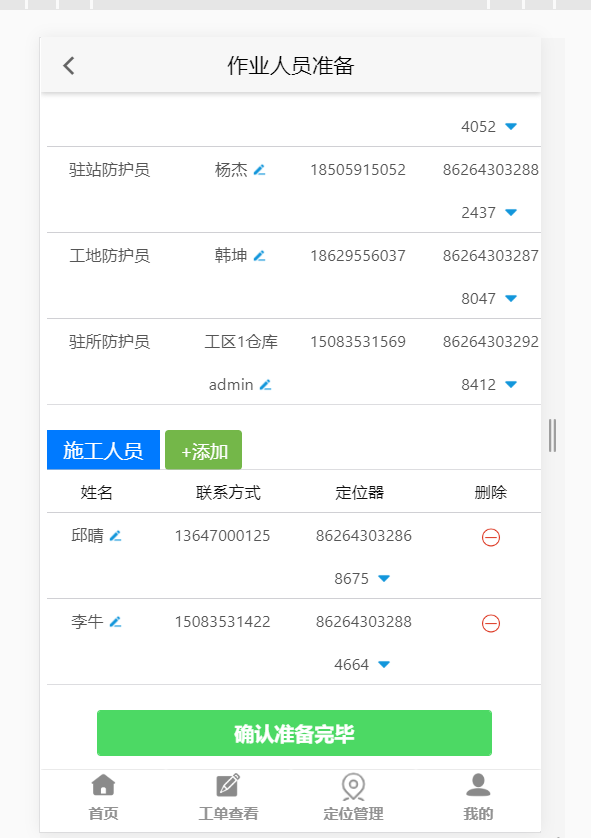 作业人员准备
4052
驻站防护员 杨杰 18505915052 86264303288
2437
工地防护员 韩坤 18629556037 86264303287
8047
驻所防护员 工区1仓库 15083531569 86264303292
admin 8412
施工人员 +添加
姓名 联系方式 定位器 删除
邱晴 13647000125 86264303286
8675
李牛 15083531422 86264303288
4664
确认准备完毕
首页 工单查看 定位管理 我的